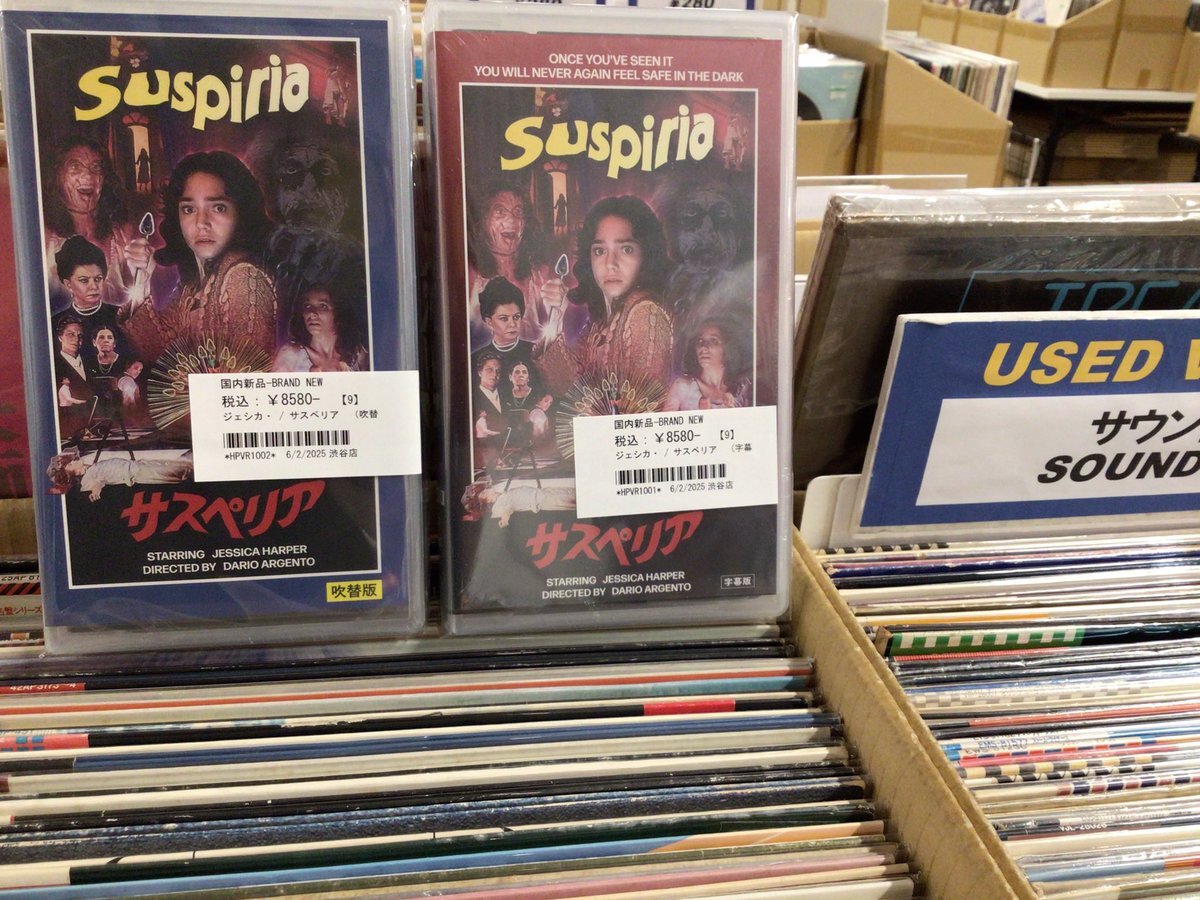 Suspiria
国内新品-BRAND NEW
税込：￥8580- 【9】
ジェシカ・ / サスペリア （吹替
*HPVR1002* 6/2/2025 渋谷店
サスペリア
STARRING JESSICA HARPER
DIRECTED BY DARIO ARGENTO
吹替版
ONCE YOU'VE SEEN IT
YOU WILL NEVER AGAIN FEEL SAFE IN THE DARK
Suspiria
国内新品-BRAND NEW
税込：￥8580- 【9】
ジェシカ・ / サスペリア （字幕
*HPVR1001* 6/2/2025 渋谷店
サスペリア
STARRING JESSICA HARPER
DIRECTED BY DARIO ARGENTO
字幕版
¥280
USED
サウン
SOUND